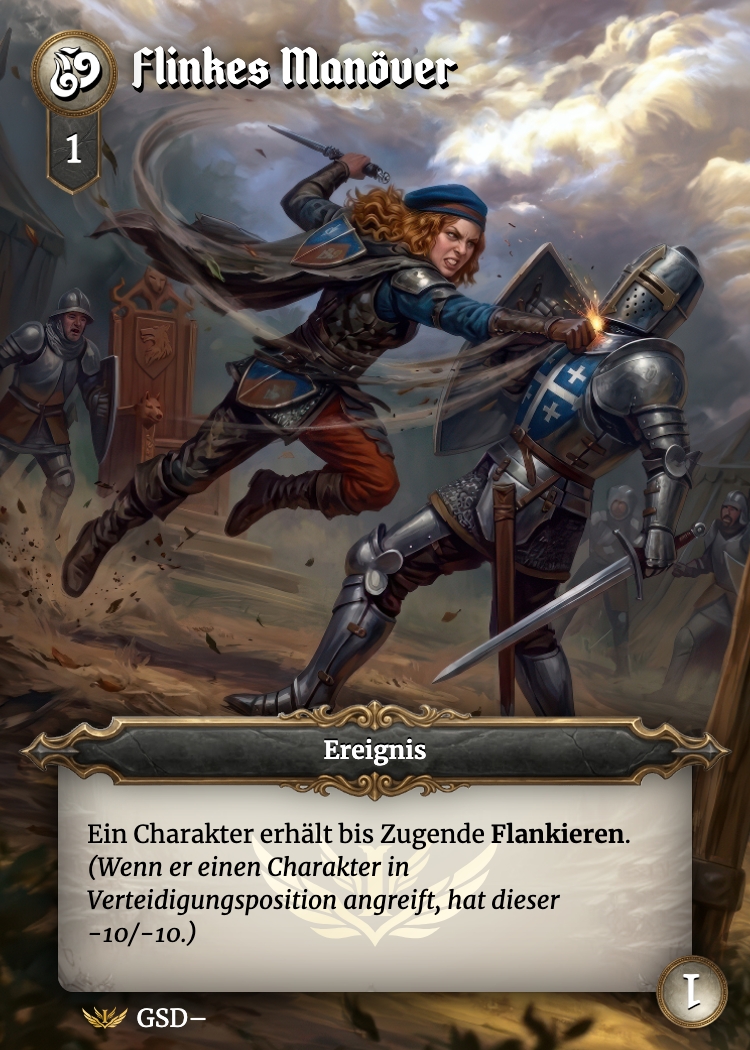 Flinkes Manöver
1
Ereignis
Ein Charakter erhält bis Zugende Flankieren.
(Wenn er einen Charakter in
Verteidigungsposition angreift, hat dieser
-10/-10.)
GSD–